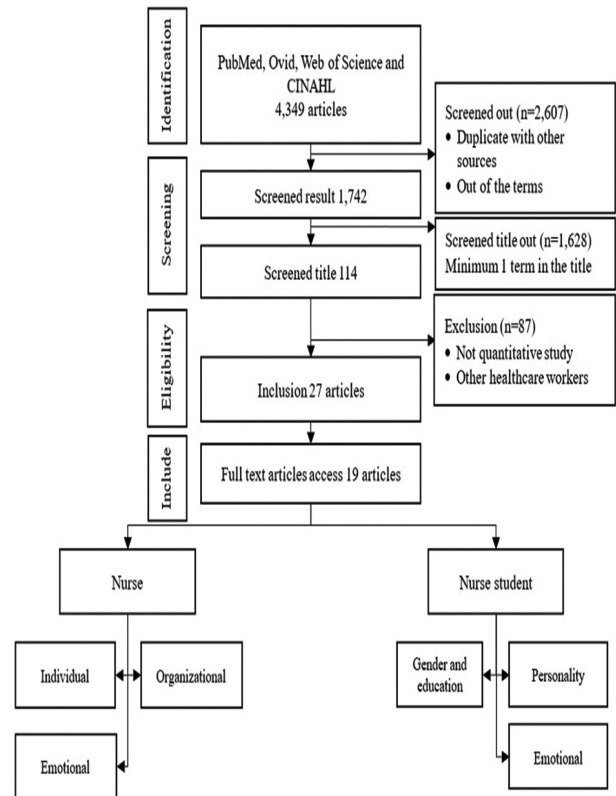 Identification
PubMed, Ovid, Web of Science and
CINAHL
4,349 articles
Screened out (n=2,607)
• Duplicate with other
sources
• Out of the terms
Screening
Screened result 1,742
Screened title out (n=1,628)
Minimum 1 term in the title
Screened title 114
Exclusion (n=87)
• Not quantitative study
• Other healthcare workers
Eligibility
Inclusion 27 articles
Include
Full text articles access 19 articles
Nurse
Nurse student
Individual
Organizational
Gender and
education
Personality
Emotional
Emotional